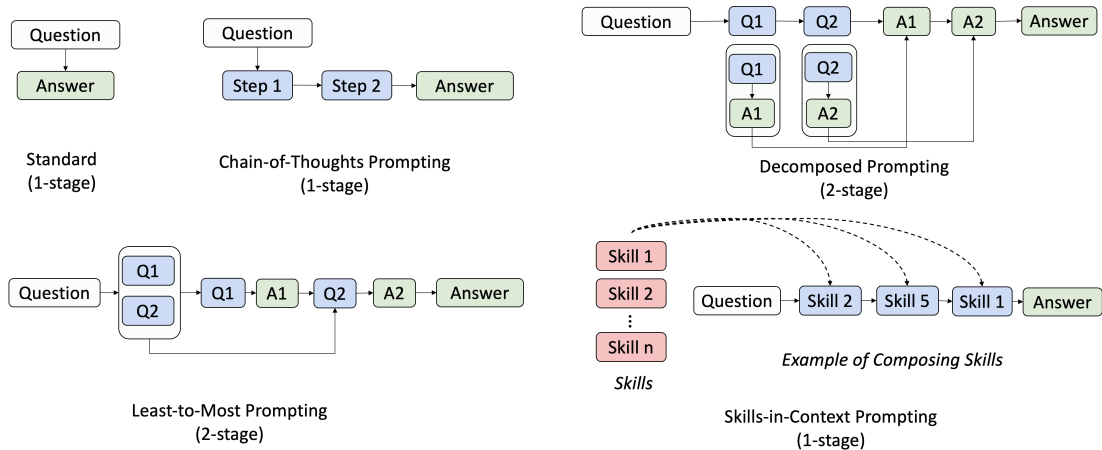 Question
Answer
Standard
(1-stage)
Question
Step 1
Step 2
Answer
Chain-of-Thoughts Prompting
(1-stage)
Question
Q1
Q2
A1
A2
Answer
Q1
A1
Q2
A2
Decomposed Prompting
(2-stage)
Question
Q1
Q2
Q1
A1
Q2
A2
Answer
Least-to-Most Prompting
(2-stage)
Skill 1
Skill 2
Skill n
Skills
Question
Skill 2
Skill 5
Skill 1
Answer
Example of Composing Skills
Skills-in-Context Prompting
(1-stage)